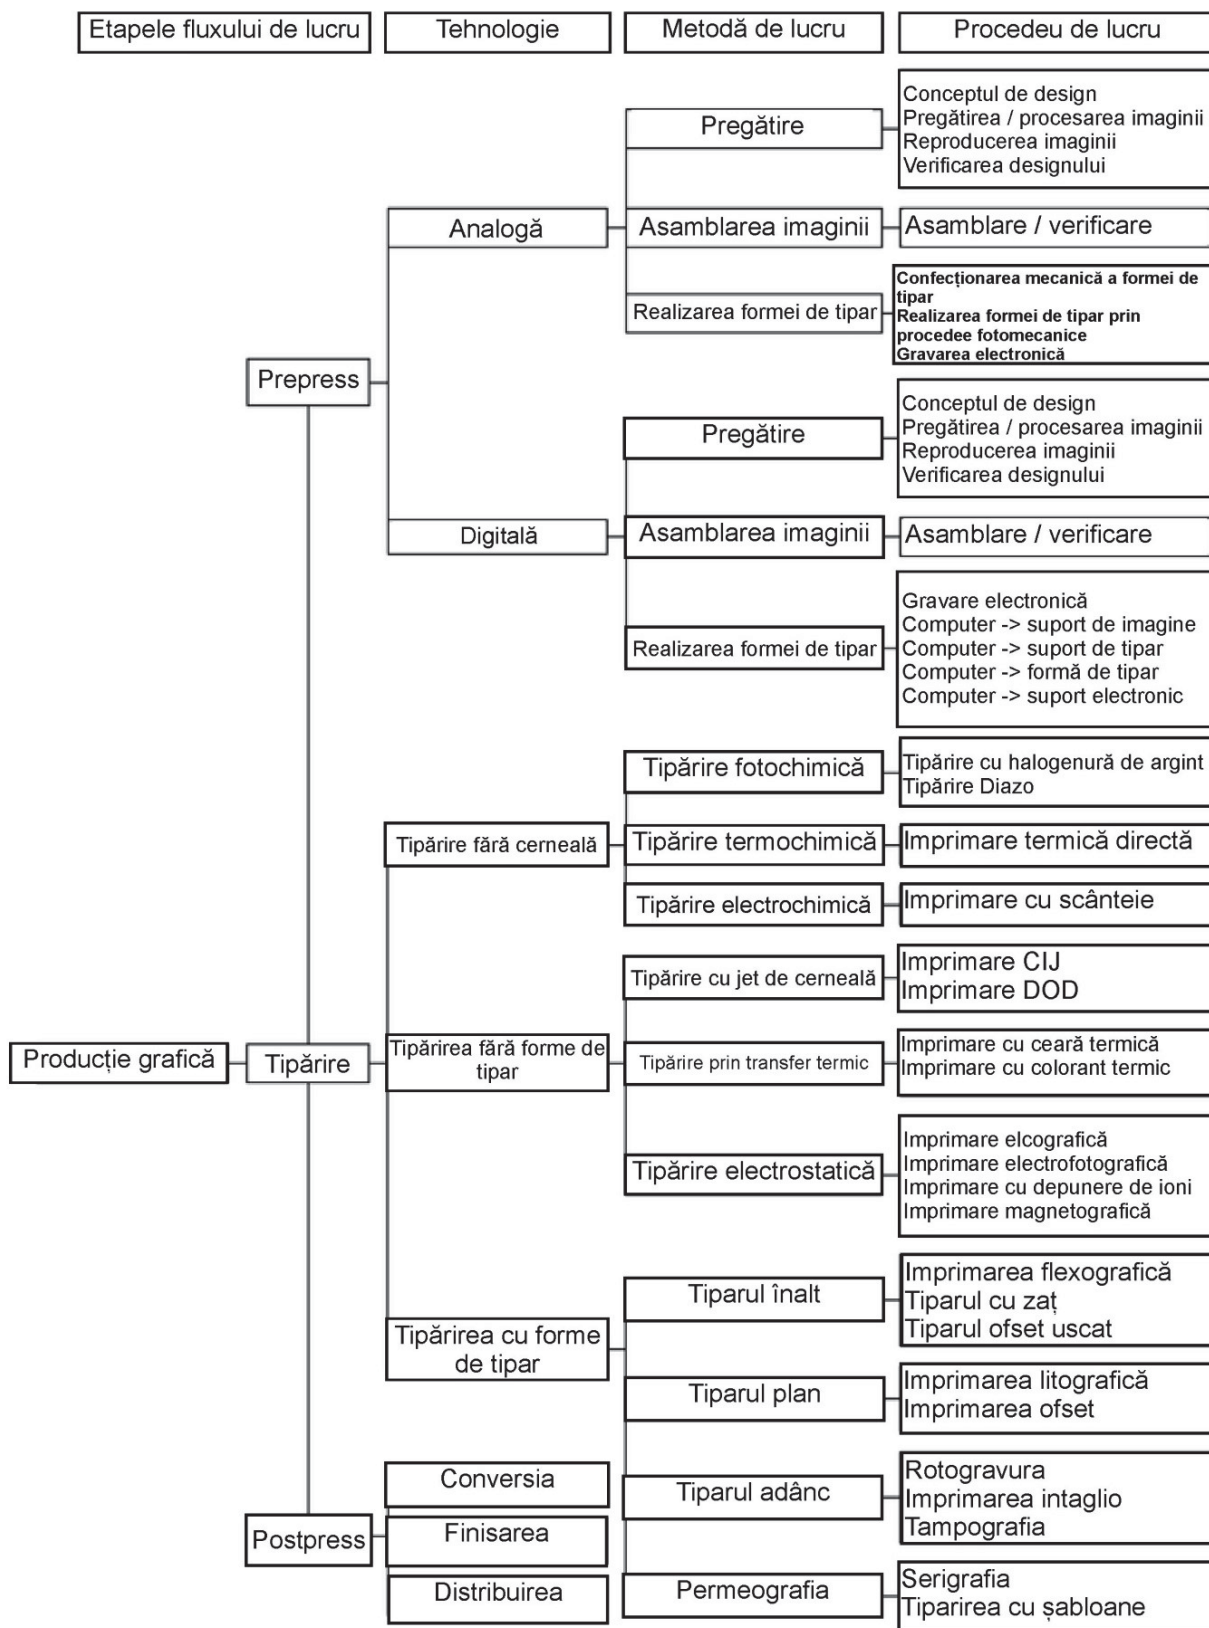 Etapele fluxului de lucru
Tehnologie
Metodă de lucru
Procedeu de lucru
Pregătire
Conceptul de design
Pregătirea / procesarea imaginii
Reproducerea imaginii
Verificarea designului
Analogă
Asamblarea imaginii
Asamblare / verificare
Realizarea formei de tipar
Confecționarea mecanică a formei de
tipar
Realizarea formei de tipar prin
procedee fotomecanice
Gravarea electronică
Prepress
Pregătire
Conceptul de design
Pregătirea / procesarea imaginii
Reproducerea imaginii
Verificarea designului
Digitală
Asamblarea imaginii
Asamblare / verificare
Realizarea formei de tipar
Gravare electronică
Computer -> suport de imagine
Computer -> suport de tipar
Computer -> formă de tipar
Computer -> suport electronic
Tipărire fotochimică
Tipărire cu halogenură de argint
Tipărire Diazo
Tipărire fără cerneală
Tipărire termochimică
Imprimare termică directă
Tipărire electrochimică
Imprimare cu scânteie
Tipărire cu jet de cerneală
Imprimare CIJ
Imprimare DOD
Producție grafică
Tipărire
Tipărirea fără forme de
tipar
Tipărire prin transfer termic
Imprimare cu ceară termică
Imprimare cu colorant termic
Tipărire electrostatică
Imprimare elcografică
Imprimare electrofotografică
Imprimare cu depunere de ioni
Imprimare magnetografică
Tipărirea cu forme
de tipar
Tiparul înalt
Imprimarea flexografică
Tiparul cu zaț
Tiparul ofset uscat
Tiparul plan
Imprimarea litografică
Imprimarea ofset
Tiparul adânc
Rotogravura
Imprimarea intaglio
Tampografia
Permeografia
Serigrafia
Tiparirea cu șabloane
Postpress
Conversia
Finisarea
Distribuirea